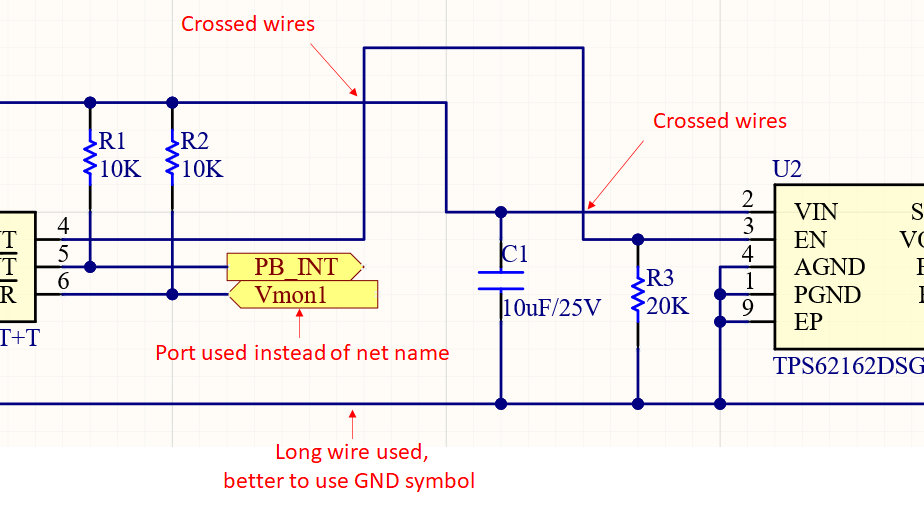 Crossed wires
Crossed wires
R1
10K
R2
10K
U2
2
VIN
S
3
EN
VO
4
AGND
1
PGND
9
EP
TPS62162DSG
4
T
5
T
6
R
T+T
PB_INT
Vmon1
C1
10uF/25V
R3
20K
Port used instead of net name
Long wire used,
better to use GND symbol